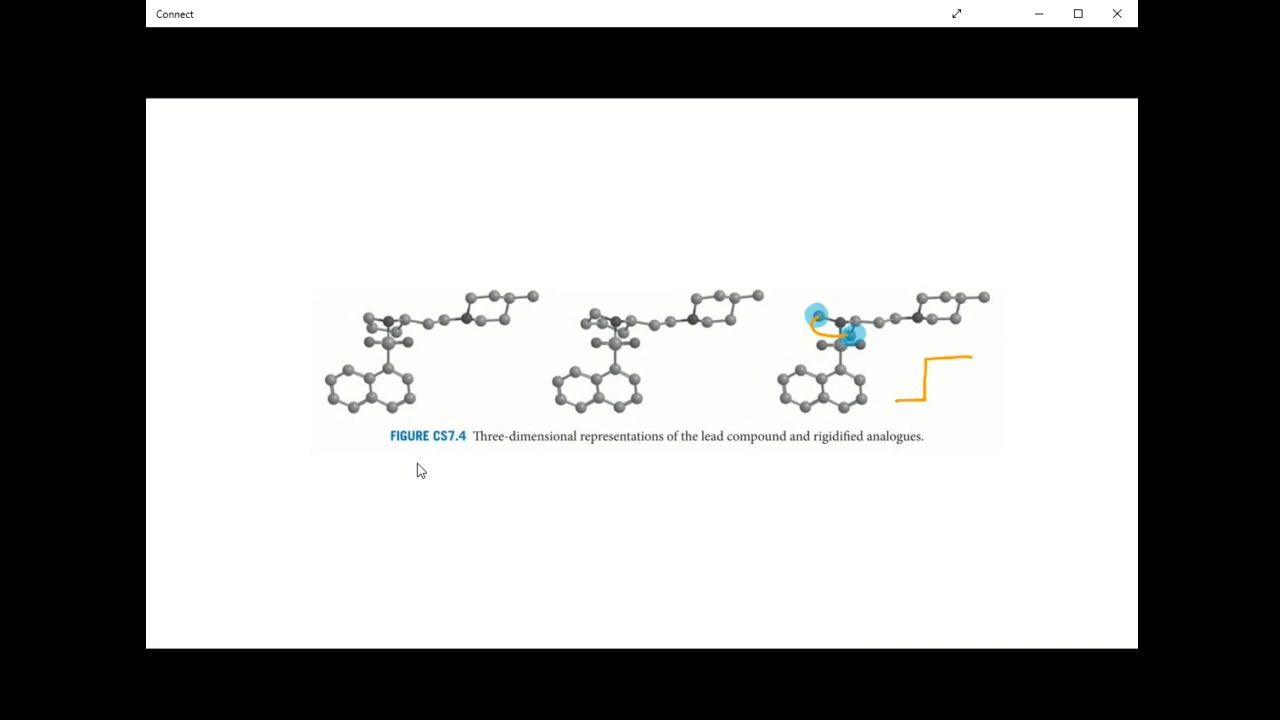 Connect
FIGURE CS7.4 Three-dimensional representations of the lead compound and rigidified analogues.